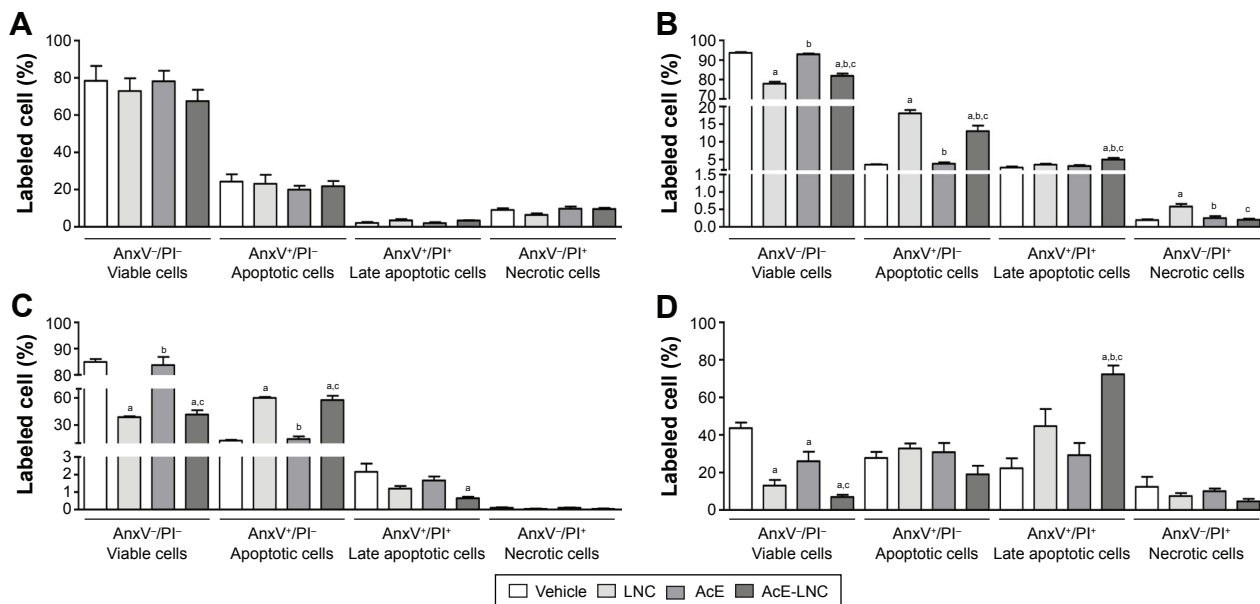 A
Labeled cell (%)
100
80
60
40
20
0
AnxV⁻/PI⁻ AnxV⁺/PI⁻ AnxV⁺/PI⁺ AnxV⁻/PI⁺
Viable cells Apoptotic cells Late apoptotic cells Necrotic cells
B
Labeled cell (%)
100
90
80
70
20
15
10
5
1.5
1.0
0.5
0.0
a b a,b,c
a b a,b,c
a,b,c
a b c
AnxV⁻/PI⁻ AnxV⁺/PI⁻ AnxV⁺/PI⁺ AnxV⁻/PI⁺
Viable cells Apoptotic cells Late apoptotic cells Necrotic cells
C
Labeled cell (%)
100
90
80
60
30
3
2
1
0
a b a,c
a b a,c
a
AnxV⁻/PI⁻ AnxV⁺/PI⁻ AnxV⁺/PI⁺ AnxV⁻/PI⁺
Viable cells Apoptotic cells Late apoptotic cells Necrotic cells
D
Labeled cell (%)
100
80
60
40
20
0
a a a,c
a,b,c
AnxV⁻/PI⁻ AnxV⁺/PI⁻ AnxV⁺/PI⁺ AnxV⁻/PI⁺
Viable cells Apoptotic cells Late apoptotic cells Necrotic cells
Vehicle LNC AcE AcE-LNC